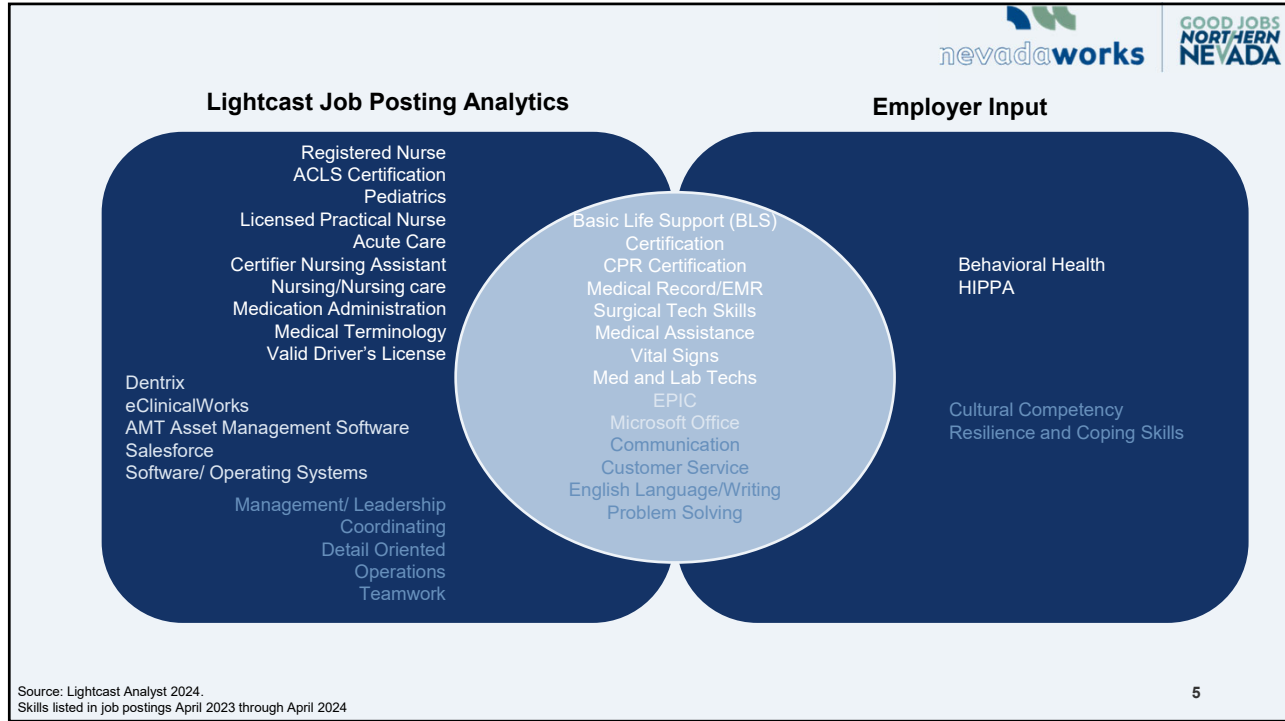 nevadaworks
GOOD JOBS
NORTHERN
NEVADA
Lightcast Job Posting Analytics
Employer Input
Registered Nurse
ACLS Certification
Pediatrics
Licensed Practical Nurse
Acute Care
Certifier Nursing Assistant
Nursing/Nursing care
Medication Administration
Medical Terminology
Valid Driver’s License
Dentrix
eClinicalWorks
AMT Asset Management Software
Salesforce
Software/ Operating Systems
Management/ Leadership
Coordinating
Detail Oriented
Operations
Teamwork
Basic Life Support (BLS)
Certification
CPR Certification
Medical Record/EMR
Surgical Tech Skills
Medical Assistance
Vital Signs
Med and Lab Techs
EPIC
Microsoft Office
Communication
Customer Service
English Language/Writing
Problem Solving
Behavioral Health
HIPPA
Cultural Competency
Resilience and Coping Skills
Source: Lightcast Analyst 2024.
Skills listed in job postings April 2023 through April 2024
5